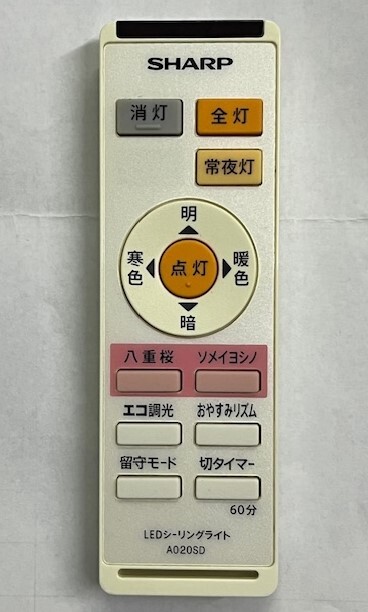 SHARP
消灯
全灯
常夜灯
明
寒色
点灯
暖色
暗
八重桜
ソメイヨシノ
エコ調光
おやすみリズム
留守モード
切タイマー
60分
LEDシーリングライト
A020SD